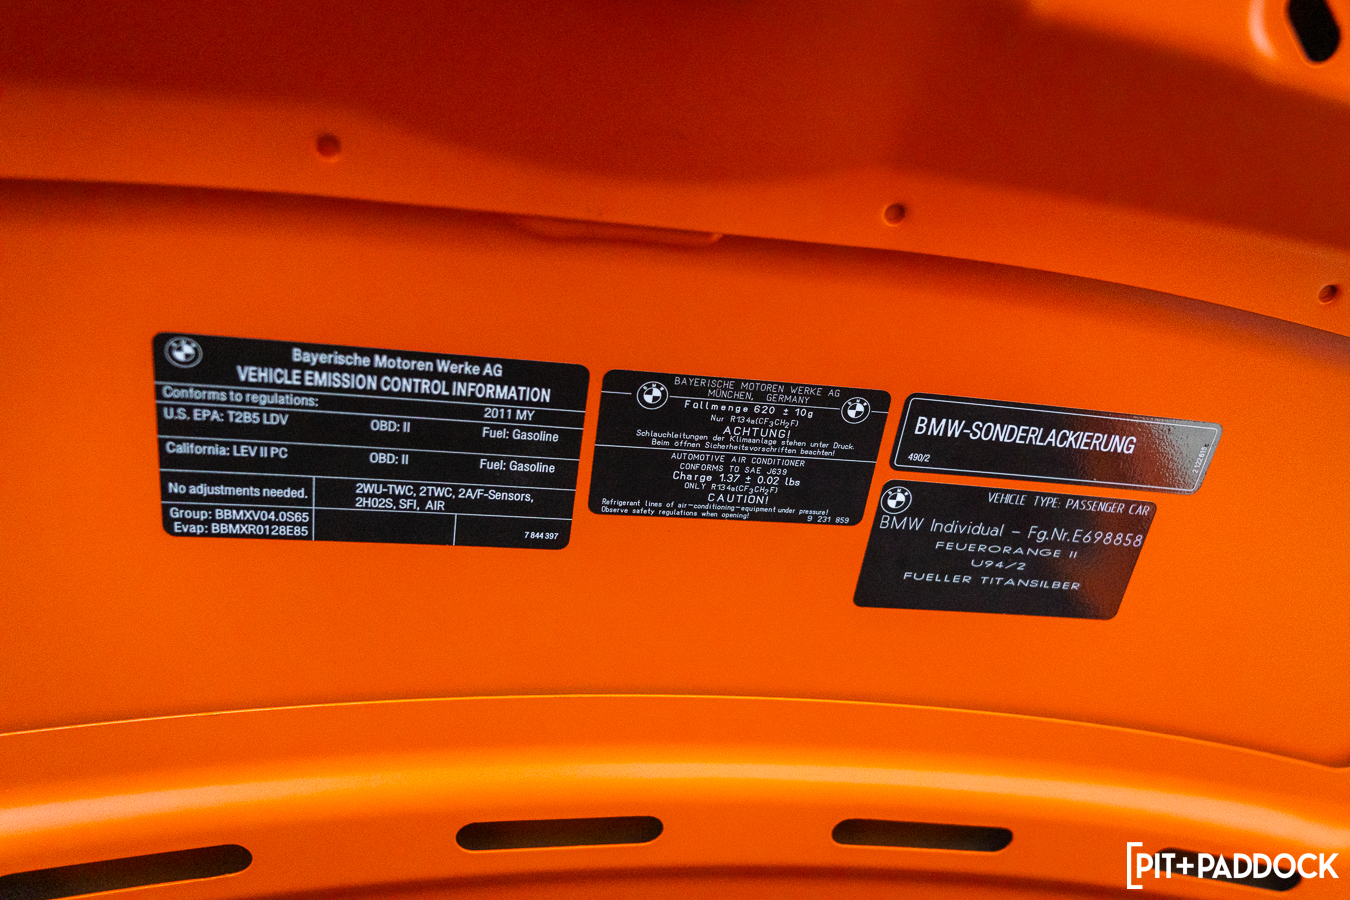 Bayerische Motoren Werke AG
VEHICLE EMISSION CONTROL INFORMATION
Conforms to regulations:
2011 MY
U.S. EPA: T2B5 LDV
OBD: II
Fuel: Gasoline
California: LEV II PC
OBD: II
Fuel: Gasoline
No adjustments needed.
2WU-TWC, 2TWC, 2A/F-Sensors,
2HO2S, SFI, AIR
Group: BBMXV04.0S65
Evap: BBMXR0128E85
7 844 397
BAYERISCHE MOTOREN WERKE AG
MÜNCHEN, GERMANY
Füllmenge 620 ± 10g
Nur R134a(CF3CH2F)
ACHTUNG!
Schlauchleitungen der Klimaanlage stehen unter Druck.
Beim öffnen Sicherheitsvorschriften beachten!
AUTOMOTIVE AIR CONDITIONER
CONFORMS TO SAE J639
Charge 1.37 ± 0.02 lbs
ONLY R134a(CF3CH2F)
CAUTION!
Refrigerant lines of air-conditioning-equipment under pressure!
Observe safety regulations when opening!
9 231 859
BMW-SONDERLACKIERUNG
490/2
VEHICLE TYPE: PASSENGER CAR
BMW Individual - Fg.Nr.E698858
FEUERORANGE II
U94/2
FUELLER TITANSILBER
PIT+PADDOCK